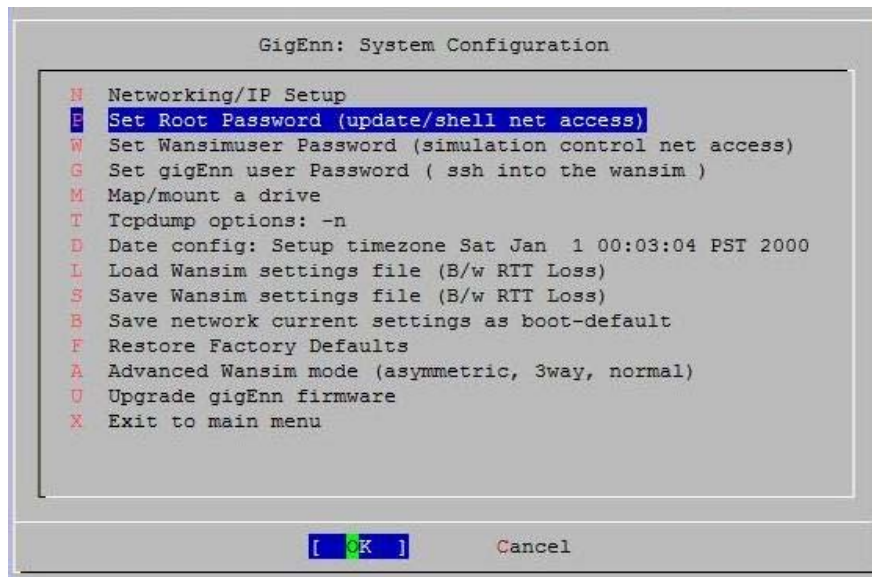 GigEnn: System Configuration
N Networking/IP Setup
P Set Root Password (update/shell net access)
W Set Wansimuser Password (simulation control net access)
G Set gigEnn user Password ( ssh into the wansim )
M Map/mount a drive
T Tcpdump options: -n
D Date config: Setup timezone Sat Jan  1 00:03:04 PST 2000
L Load Wansim settings file (B/w RTT Loss)
S Save Wansim settings file (B/w RTT Loss)
B Save network current settings as boot-default
F Restore Factory Defaults
A Advanced Wansim mode (asymmetric, 3way, normal)
U Upgrade gigEnn firmware
X Exit to main menu
[ OK ] Cancel